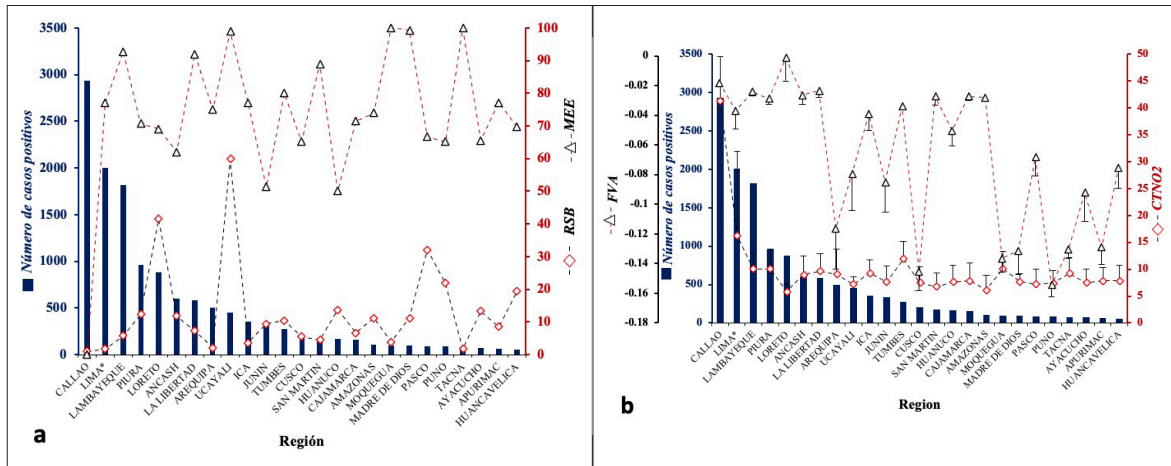 3500
3000
2500
2000
1500
1000
500
0
Número de casos positivos
100
90
80
70
60
50
40
30
20
10
0
MEE
RSB
CALLAO
LIMA*
LAMBAYEQUE
PIURA
LORETO
ANCASH
LA LIBERTAD
AREQUIPA
UCAYALI
ICA
JUNIN
TUMBES
CUSCO
SAN MARTIN
HUANUCO
CAJAMARCA
AMAZONAS
MOQUEGUA
MADRE DE DIOS
PASCO
PUNO
TACNA
AYACUCHO
APURIMAC
HUANCAVELICA
Región
a
FVA
0
-0.02
-0.04
-0.06
-0.08
-0.1
-0.12
-0.14
-0.16
-0.18
Número de casos positivos
3500
3000
2500
2000
1500
1000
500
0
50
45
40
35
30
25
20
15
10
5
0
CTNO2
CALLAO
LIMA*
LAMBAYEQUE
PIURA
LORETO
ANCASH
LA LIBERTAD
AREQUIPA
UCAYALI
ICA
JUNIN
TUMBES
CUSCO
SAN MARTIN
HUANUCO
CAJAMARCA
AMAZONAS
MOQUEGUA
MADRE DE DIOS
PASCO
PUNO
TACNA
AYACUCHO
APURIMAC
HUANCAVELICA
Region
b